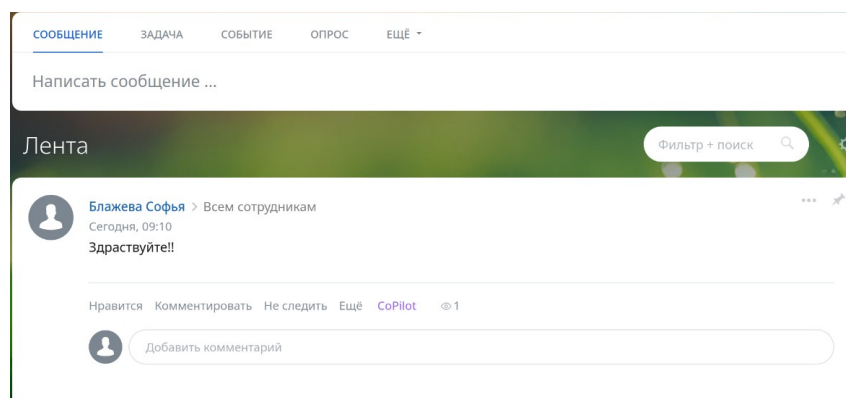 СООБЩЕНИЕ ЗАДАЧА СОБЫТИЕ ОПРОС ЕЩЁ
Написать сообщение ...
Лента
Фильтр + поиск
Блажева Софья > Всем сотрудникам
Сегодня, 09:10
Здраствуйте!!
Нравится Комментировать Не следить Ещё CoPilot 1
Добавить комментарий